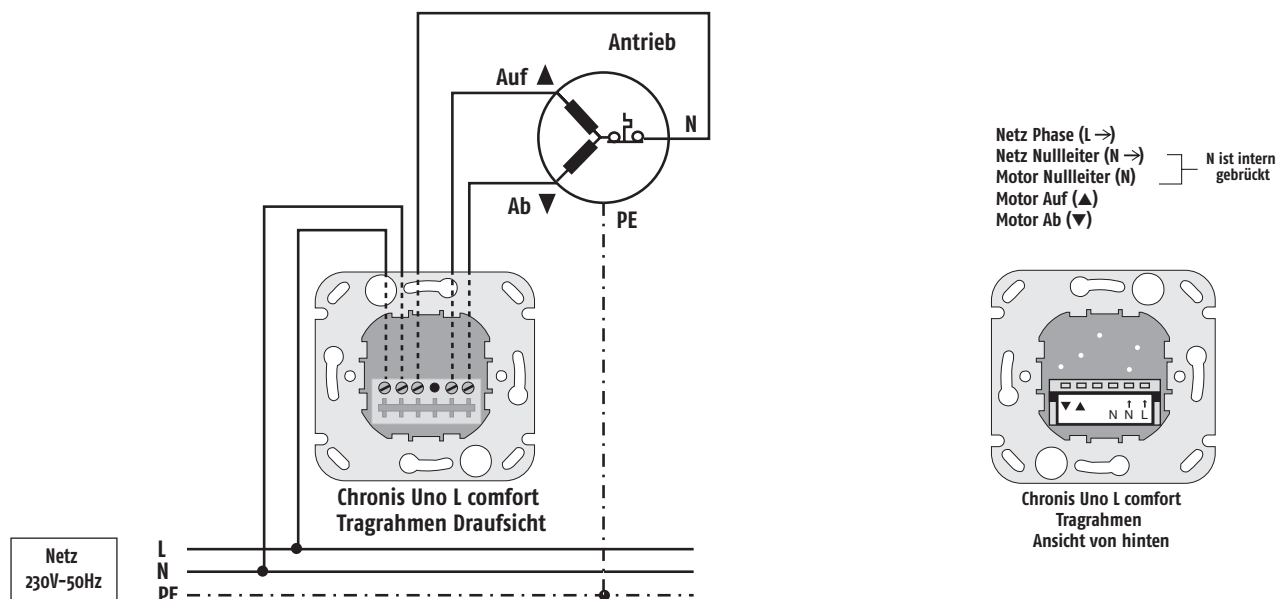 Antrieb
Auf ▲
N
Ab ▼
PE
Chronis Uno L comfort
Tragrahmen Draufsicht
Netz
230V-50Hz
L
N
PE
Netz Phase (L →)
Netz Nullleiter (N →)
Motor Nullleiter (N)
Motor Auf (▲)
Motor Ab (▼)
N ist intern
gebrückt
▼ ▲ ↑ ↑
N N L
Chronis Uno L comfort
Tragrahmen
Ansicht von hinten